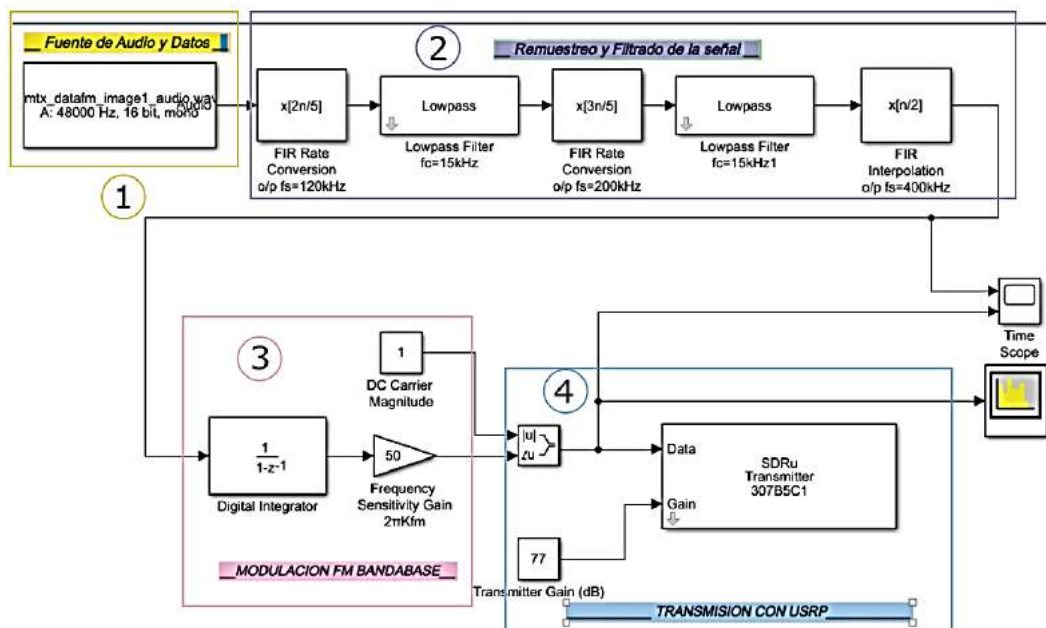 Fuente de Audio y Datos
mtx_datafm_image1_audio.wav
Audio
A: 48000 Hz, 16 bit, mono
1
2
Remuestreo y Filtrado de la señal
x[2n/5]
FIR Rate
Conversion
o/p fs=120kHz
Lowpass
Lowpass Filter
fc=15kHz
x[3n/5]
FIR Rate
Conversion
o/p fs=200kHz
Lowpass
Lowpass Filter
fc=15kHz1
x[n/2]
FIR
Interpolation
o/p fs=400kHz
Time
Scope
3
1
DC Carrier
Magnitude
1
1-z-1
Digital Integrator
50
Frequency
Sensitivity Gain
2πKfm
__MODULACION FM BANDABASE__
4
|u|
∠u
Data
Gain
SDRu
Transmitter
307B5C1
77
Transmitter Gain (dB)
TRANSMISION CON USRP